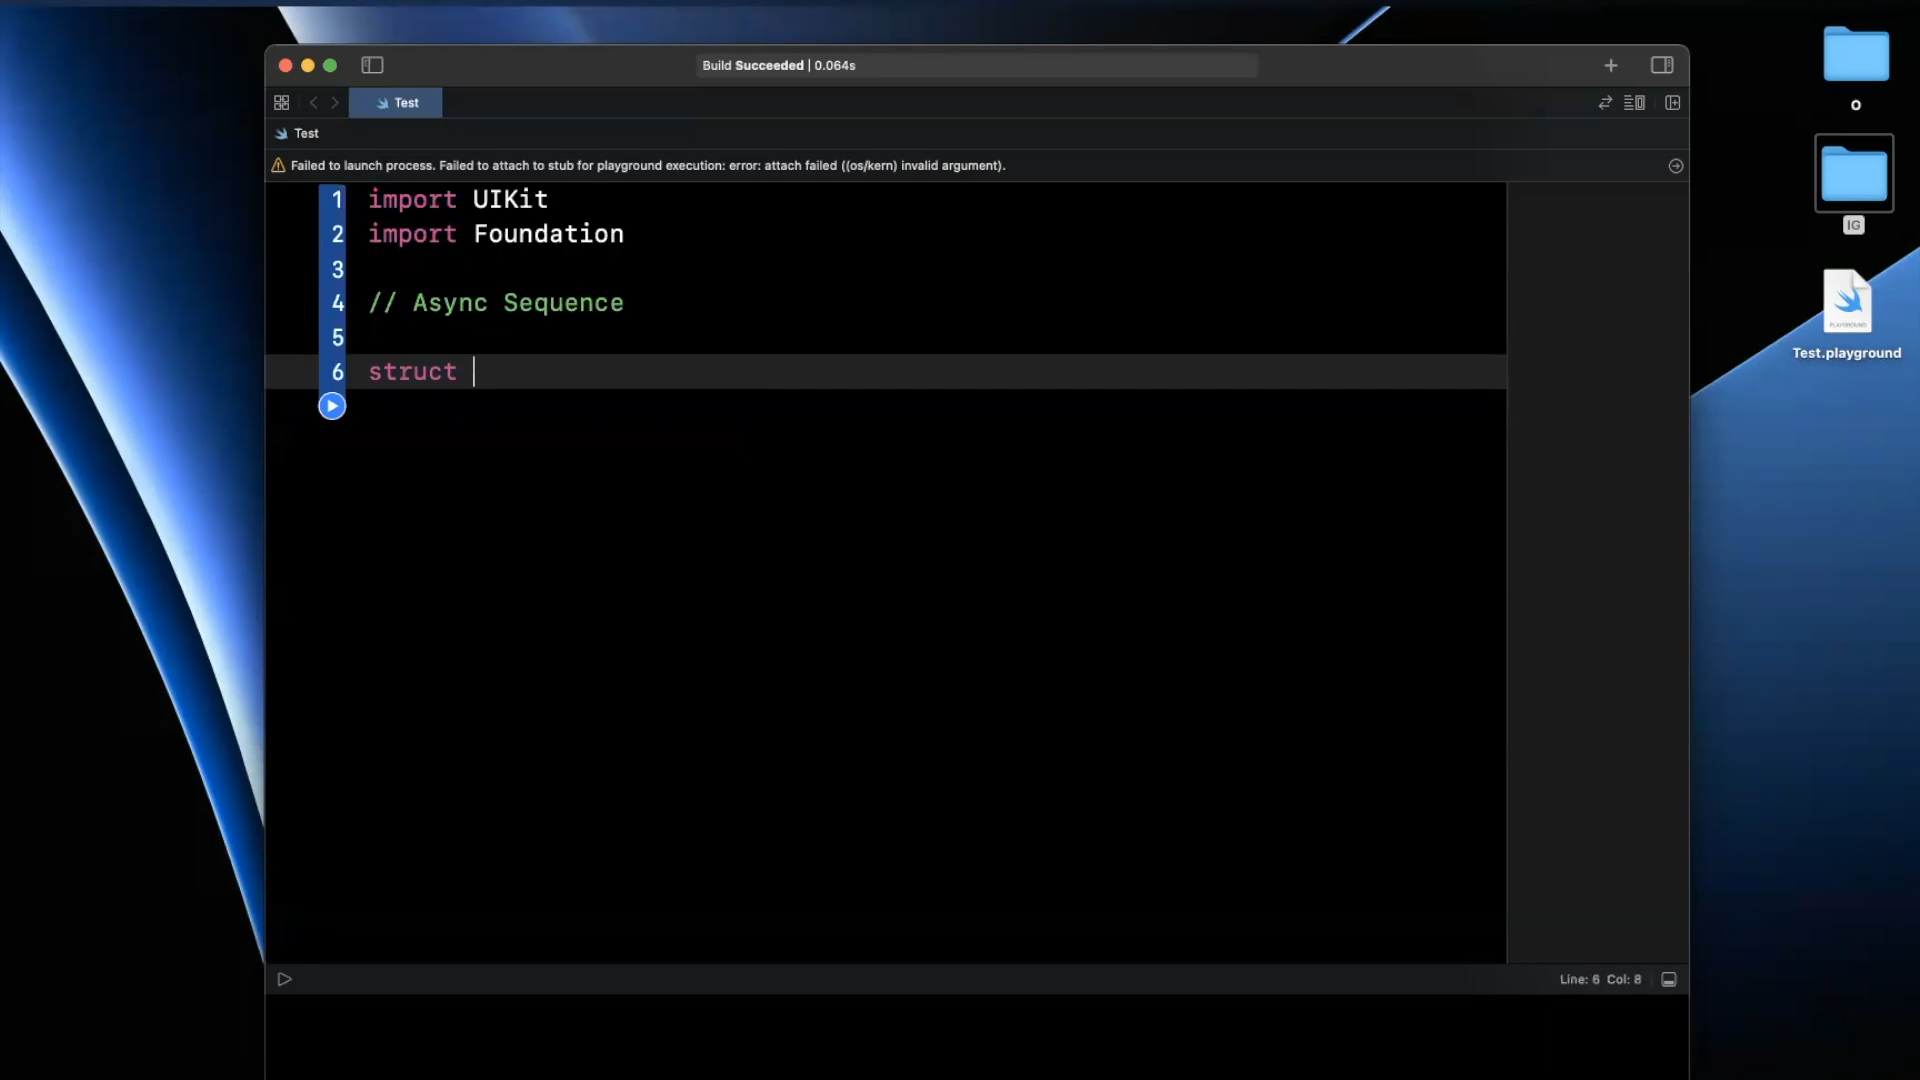 Build Succeeded | 0.064s
Test
Test
Failed to launch process. Failed to attach to stub for playground execution: error: attach failed ((os/kern) invalid argument).
1 import UIKit
2 import Foundation
3
4 // Async Sequence
5
6 struct
Line: 6 Col: 8
o
IG
PLAYGROUND
Test.playground